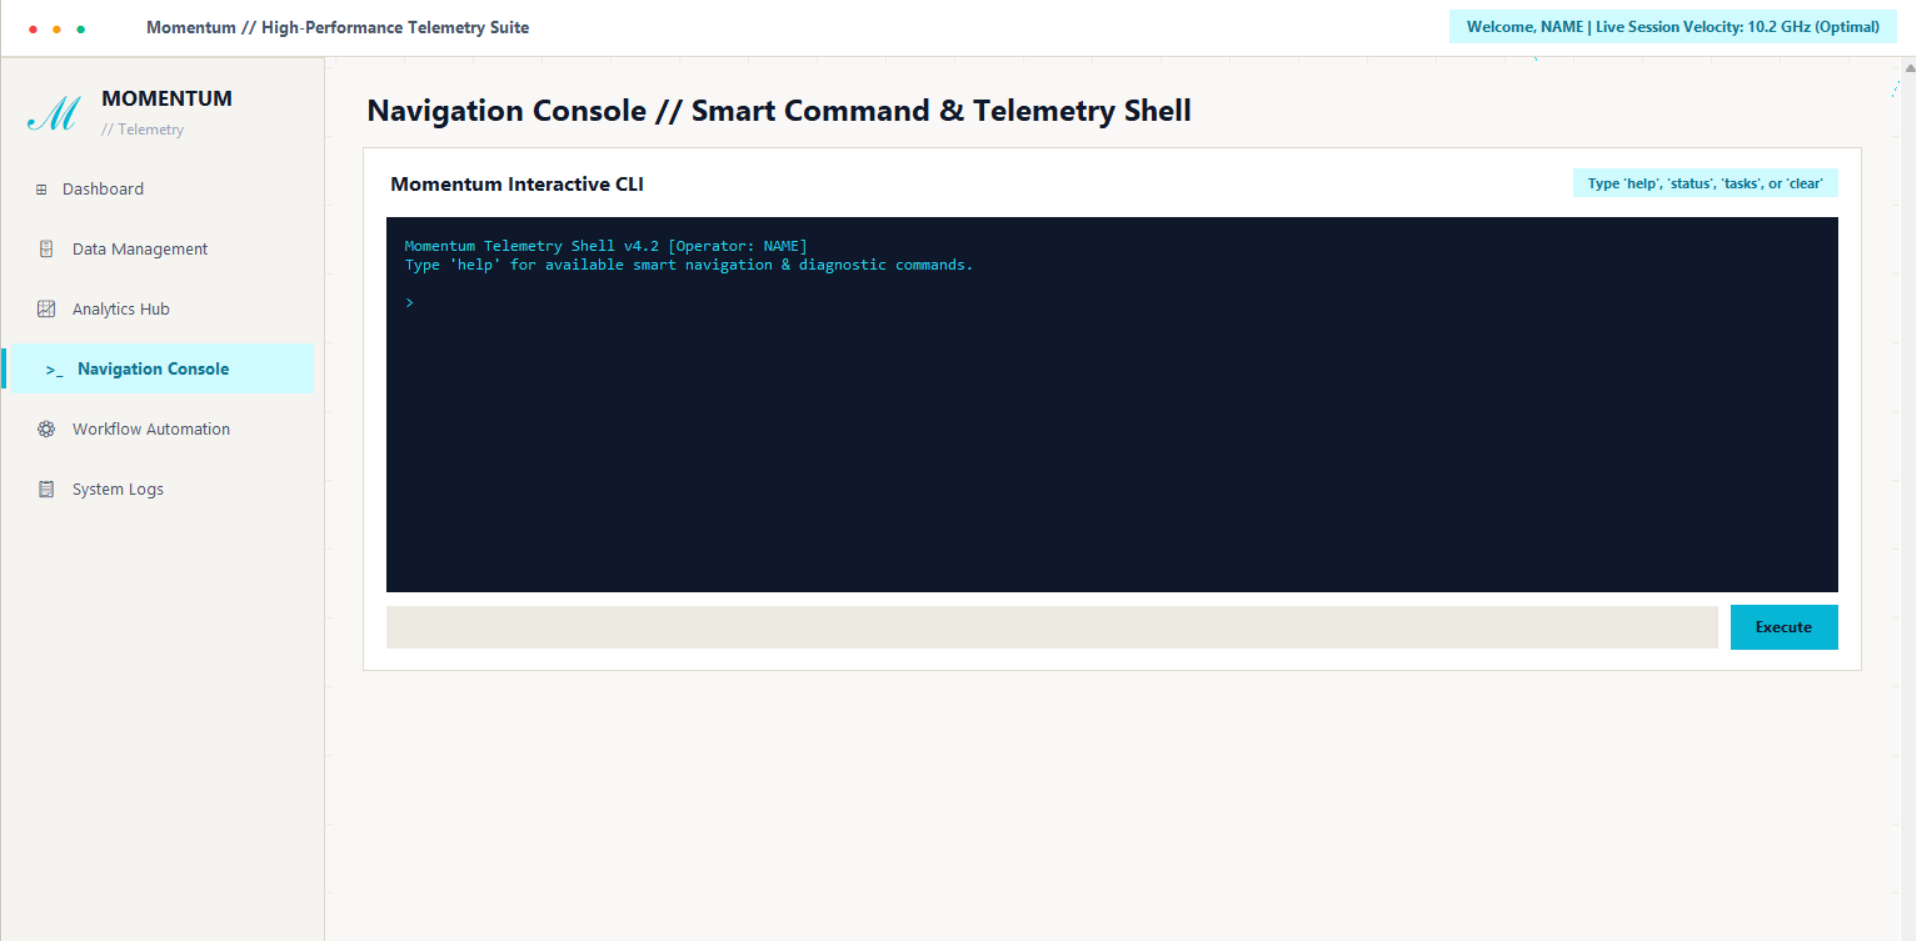 Momentum // High-Performance Telemetry Suite
Welcome, NAME | Live Session Velocity: 10.2 GHz (Optimal)
M
MOMENTUM
// Telemetry
Dashboard
Data Management
Analytics Hub
>_ Navigation Console
Workflow Automation
System Logs
Navigation Console // Smart Command & Telemetry Shell
Momentum Interactive CLI
Type 'help', 'status', 'tasks', or 'clear'
Momentum Telemetry Shell v4.2 [Operator: NAME]
Type 'help' for available smart navigation & diagnostic commands.
>
Execute